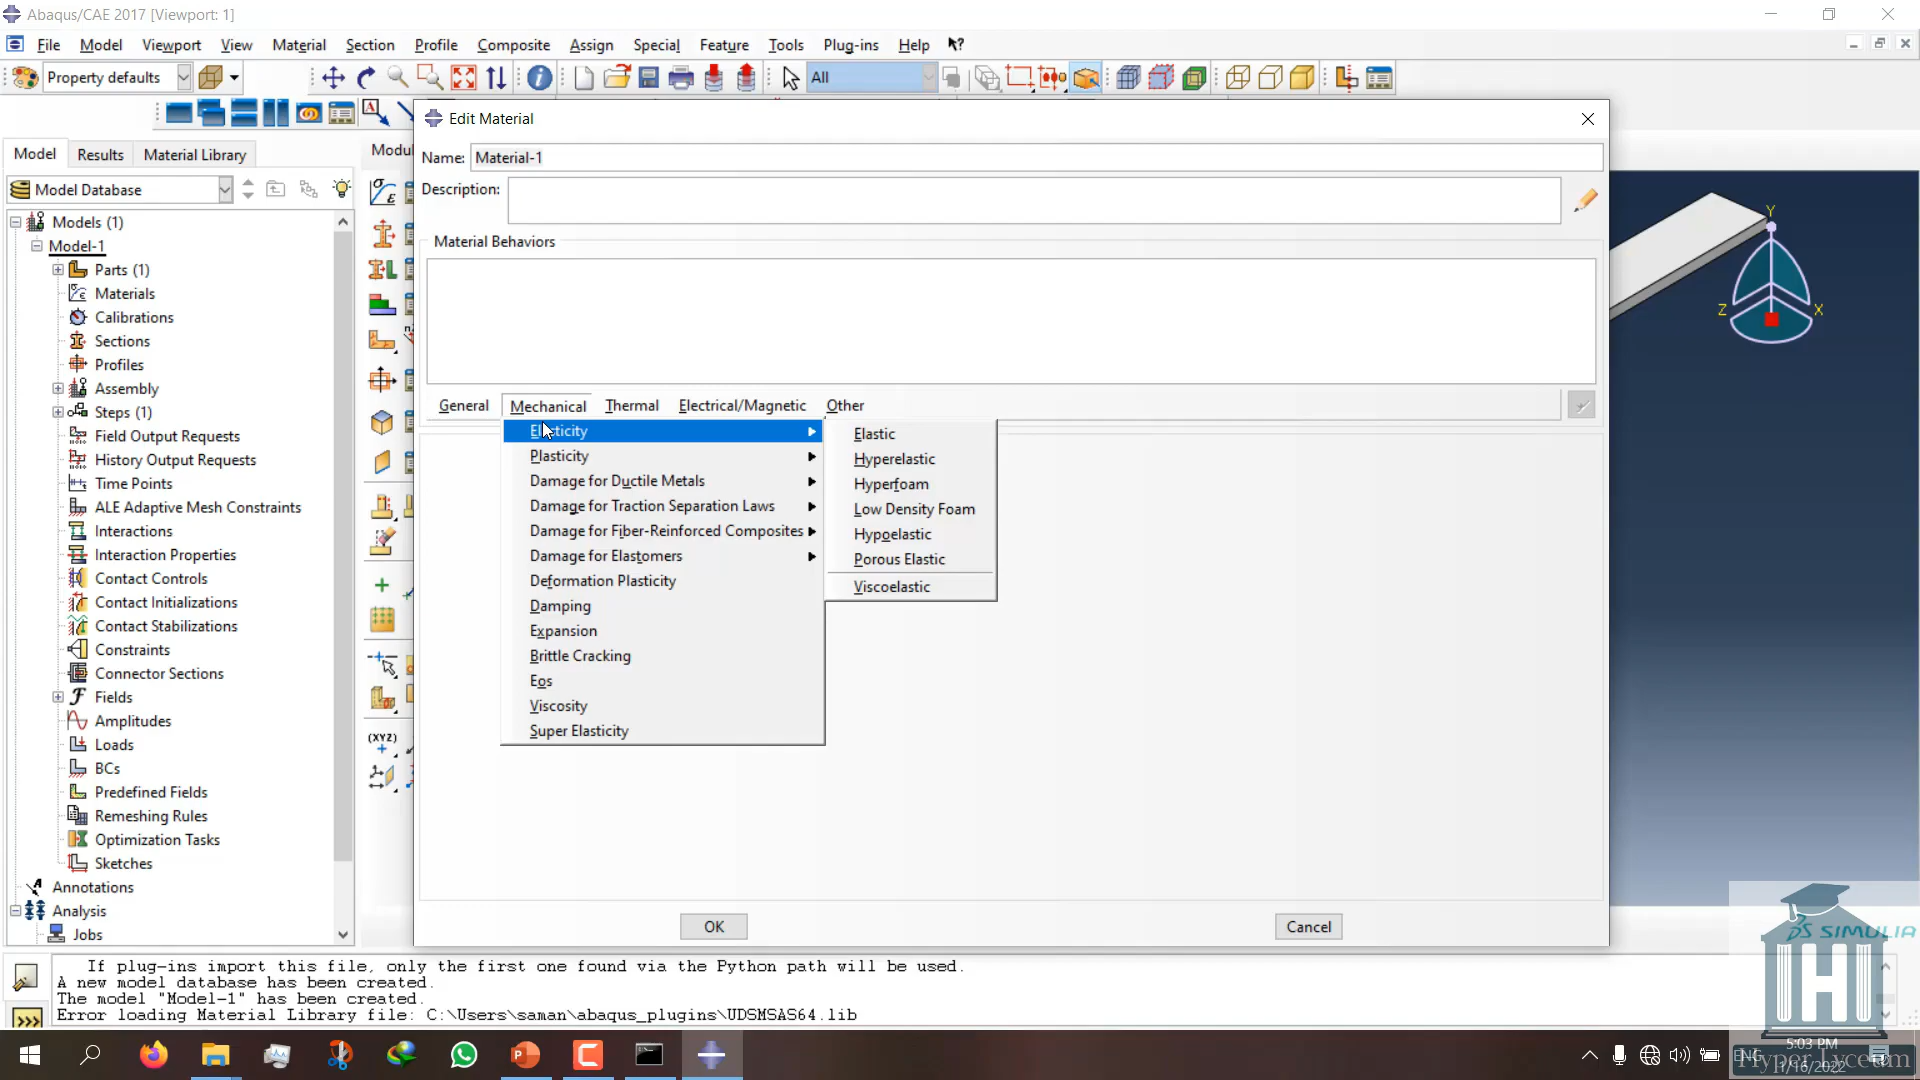 Abaqus/CAE 2017 [Viewport: 1]
File Model Viewport View Material Section Profile Composite Assign Special Feature Tools Plug-ins Help
Property defaults
All
Model Results Material Library
Modul
Model Database
Models (1)
Model-1
Parts (1)
Materials
Calibrations
Sections
Profiles
Assembly
Steps (1)
Field Output Requests
History Output Requests
Time Points
ALE Adaptive Mesh Constraints
Interactions
Interaction Properties
Contact Controls
Contact Initializations
Contact Stabilizations
Constraints
Connector Sections
Fields
Amplitudes
Loads
BCs
Predefined Fields
Remeshing Rules
Optimization Tasks
Sketches
Annotations
Analysis
Jobs
(XYZ)
Edit Material
Name: Material-1
Description:
Material Behaviors
General Mechanical Thermal Electrical/Magnetic Other
Elasticity
Plasticity
Damage for Ductile Metals
Damage for Traction Separation Laws
Damage for Fiber-Reinforced Composites
Damage for Elastomers
Deformation Plasticity
Damping
Expansion
Brittle Cracking
Eos
Viscosity
Super Elasticity
Elastic
Hyperelastic
Hyperfoam
Low Density Foam
Hypoelastic
Porous Elastic
Viscoelastic
OK Cancel
Y
Z X
If plug-ins import this file, only the first one found via the Python path will be used.
A new model database has been created.
The model "Model-1" has been created.
Error loading Material Library file: C:\Users\saman\abaqus_plugins\UDSMSAS64.lib
SIMULIA
ENG
5:03 PM
1/16/2022
Hyper Lyceum